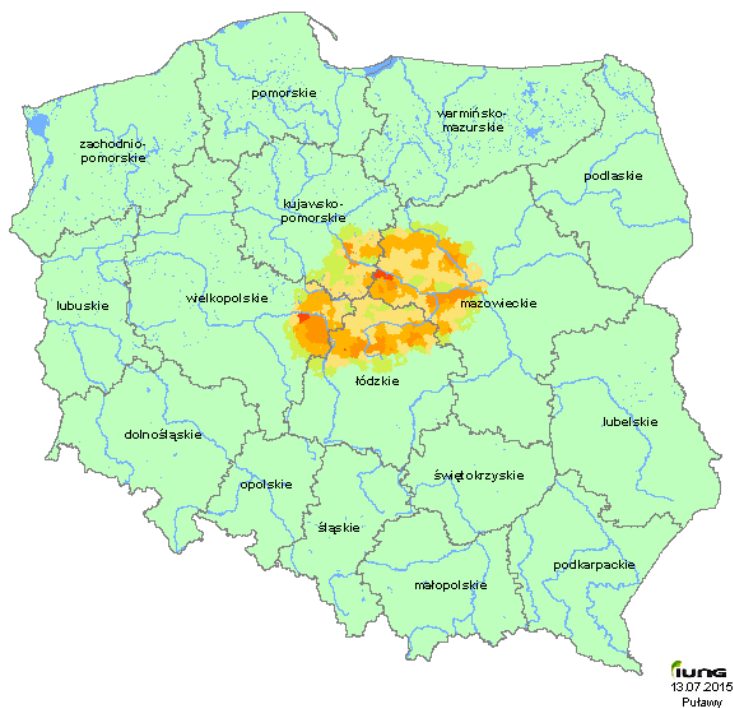 pomorskie
warmińsko-
mazurskie
zachodnio-
pomorskie
podlaskie
kujawsko-
pomorskie
lubuskie
wielkopolskie
mazowieckie
łódzkie
lubelskie
dolnośląskie
świętokrzyskie
opolskie
śląskie
podkarpackie
małopolskie
iung
13.07.2015
Puławy